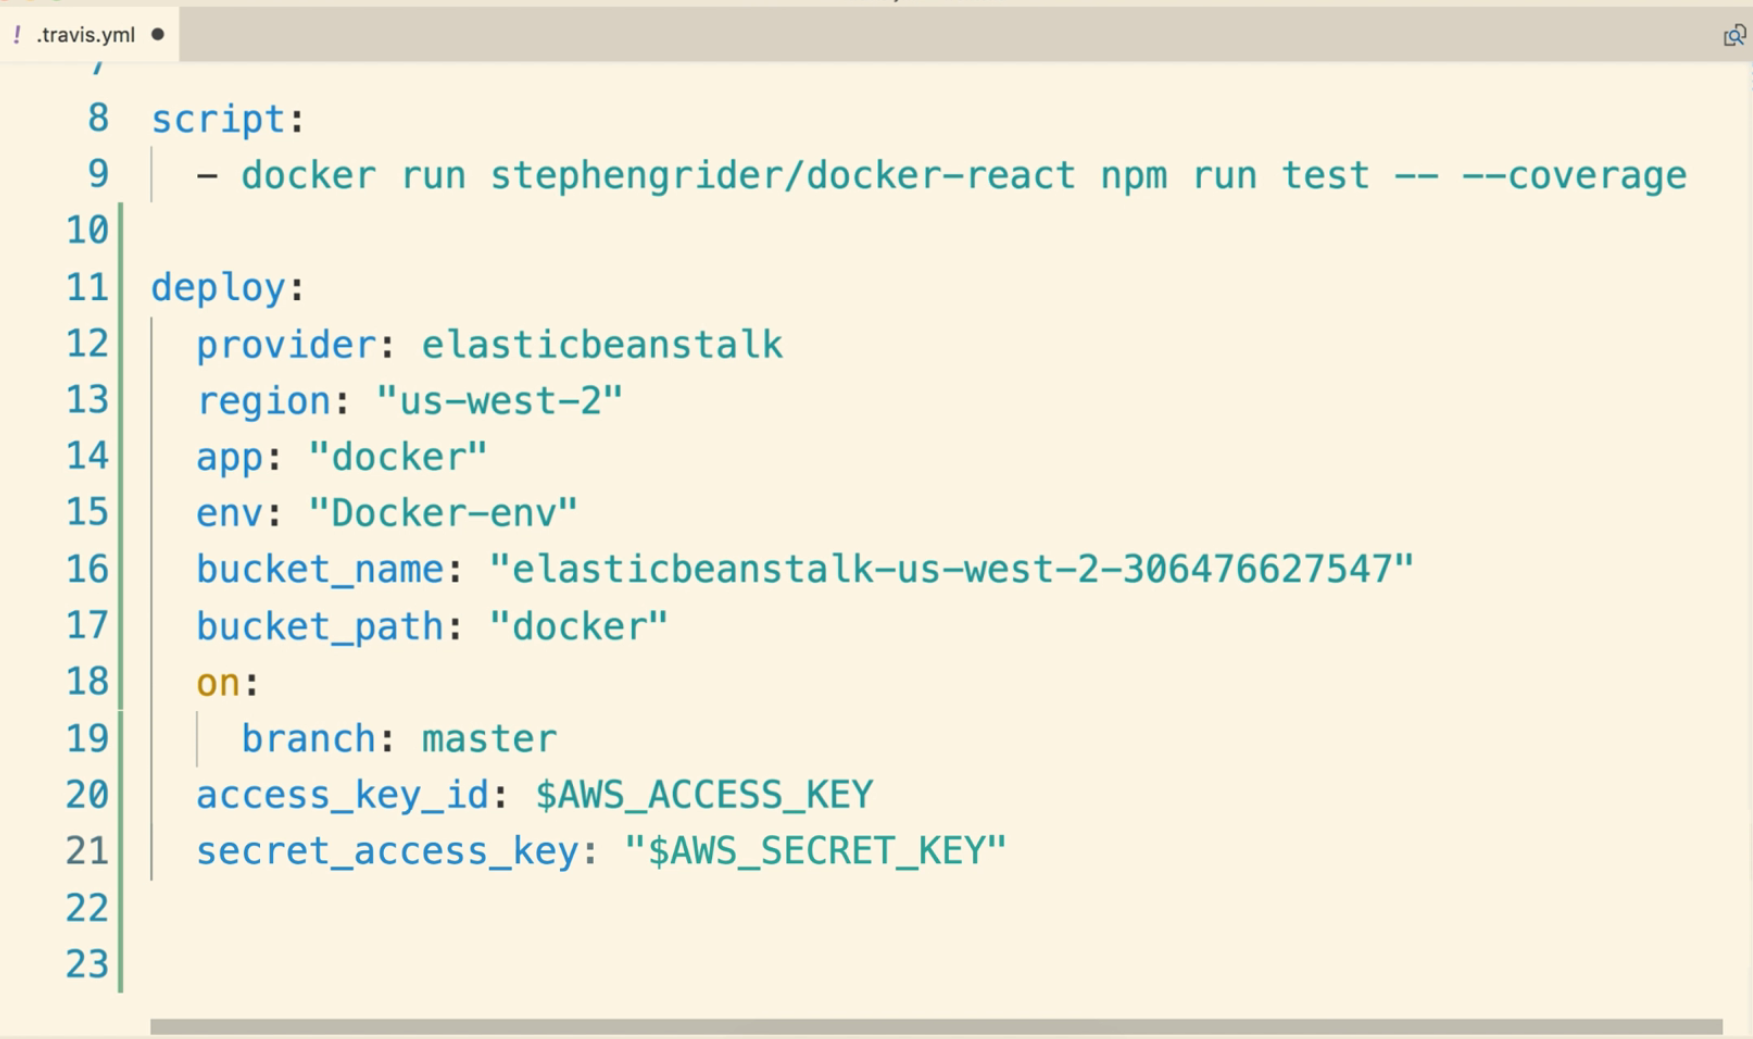 ! .travis.yml
7
8 script:
9 - docker run stephengrider/docker-react npm run test -- --coverage
10
11 deploy:
12 provider: elasticbeanstalk
13 region: "us-west-2"
14 app: "docker"
15 env: "Docker-env"
16 bucket_name: "elasticbeanstalk-us-west-2-306476627547"
17 bucket_path: "docker"
18 on:
19 branch: master
20 access_key_id: $AWS_ACCESS_KEY
21 secret_access_key: "$AWS_SECRET_KEY"
22
23